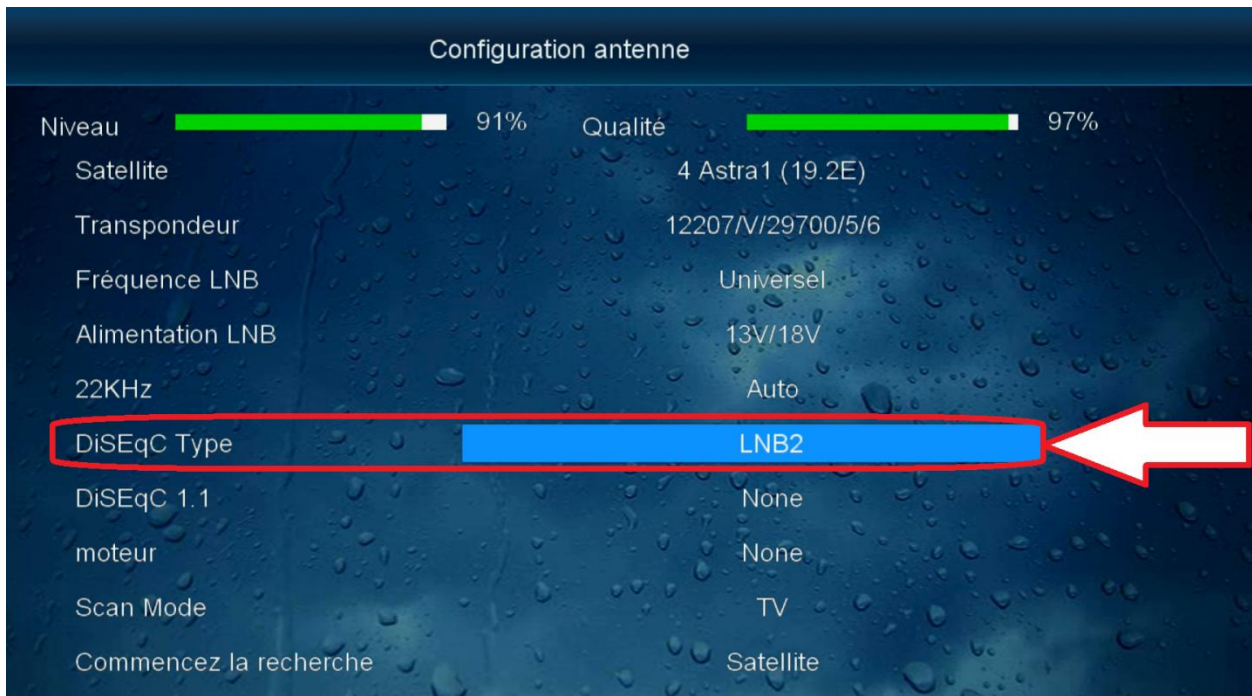 Configuration antenne
Niveau 91% Qualité 97%
Satellite 4 Astra1 (19.2E)
Transpondeur 12207/V/29700/5/6
Fréquence LNB Universel
Alimentation LNB 13V/18V
22KHz Auto
DiSEqC Type LNB2
DiSEqC 1.1 None
moteur None
Scan Mode TV
Commencez la recherche Satellite